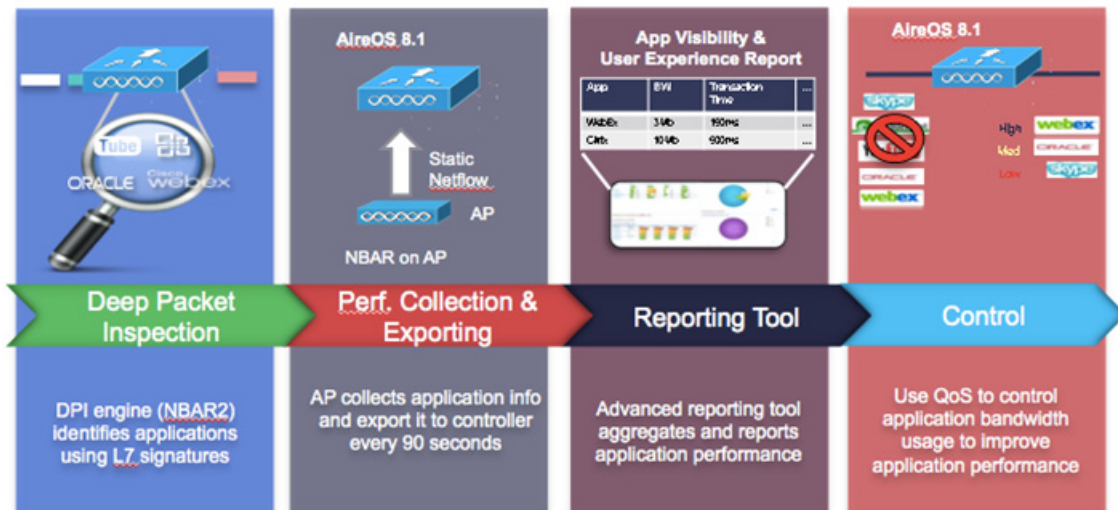 Tube
ORACLE
Cisco
webex
Deep Packet
Inspection
DPI engine (NBAR2)
identifies applications
using L7 signatures
AireOS 8.1
Static
Netflow
AP
NBAR on AP
Perf. Collection &
Exporting
AP collects application info
and export it to controller
every 90 seconds
App Visibility &
User Experience Report
App BW Transaction
Time ...
WebEx 3 Mb 150ms ...
Citrix 10 Mb 500ms ...
Reporting Tool
Advanced reporting tool
aggregates and reports
application performance
AireOS 8.1
skype
ORACLE
webex
High webex
Med ORACLE
Low skype
Control
Use QoS to control
application bandwidth
usage to improve
application performance